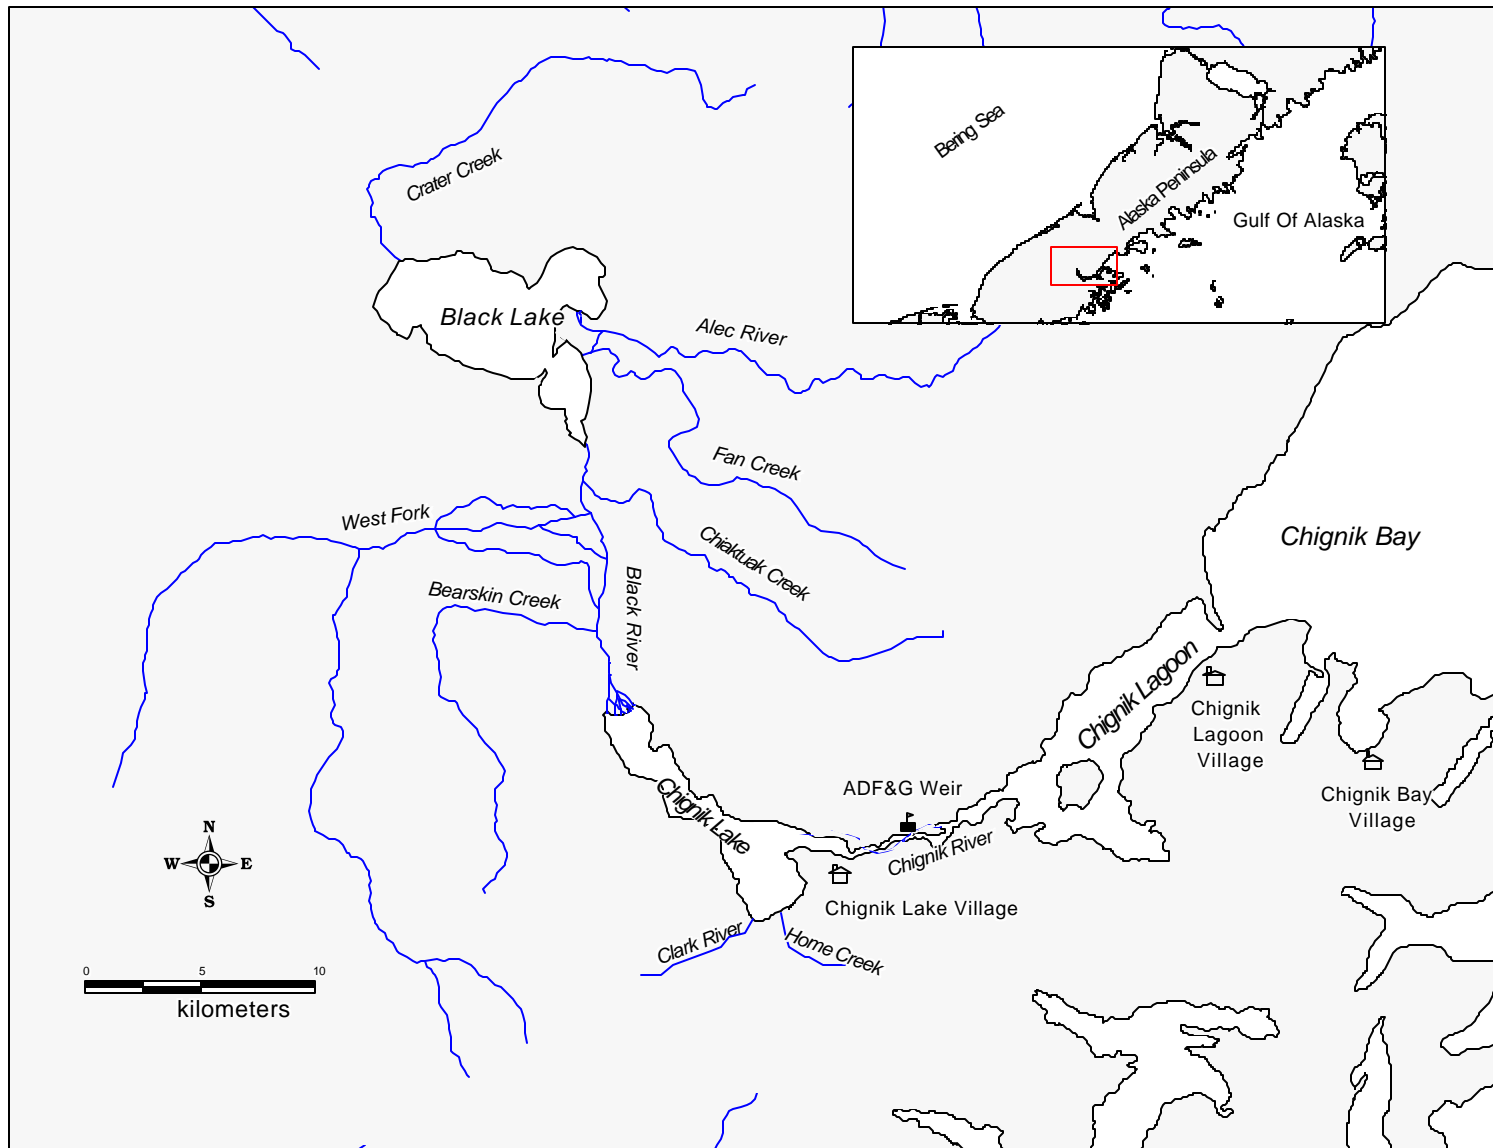 Bering Sea
Crater Creek
Alaska Peninsula
Gulf Of Alaska
Black Lake
Alec River
Fan Creek
West Fork
Chignik Bay
Chiaktuak Creek
Bearskin Creek
Black River
Chignik Lagoon
Chignik
Lagoon
Village
ADF&G Weir
Chignik Bay
Village
Chignik Lake
N
W E
S
Chignik River
Chignik Lake Village
Clark River
Home Creek
0 5 10
kilometers